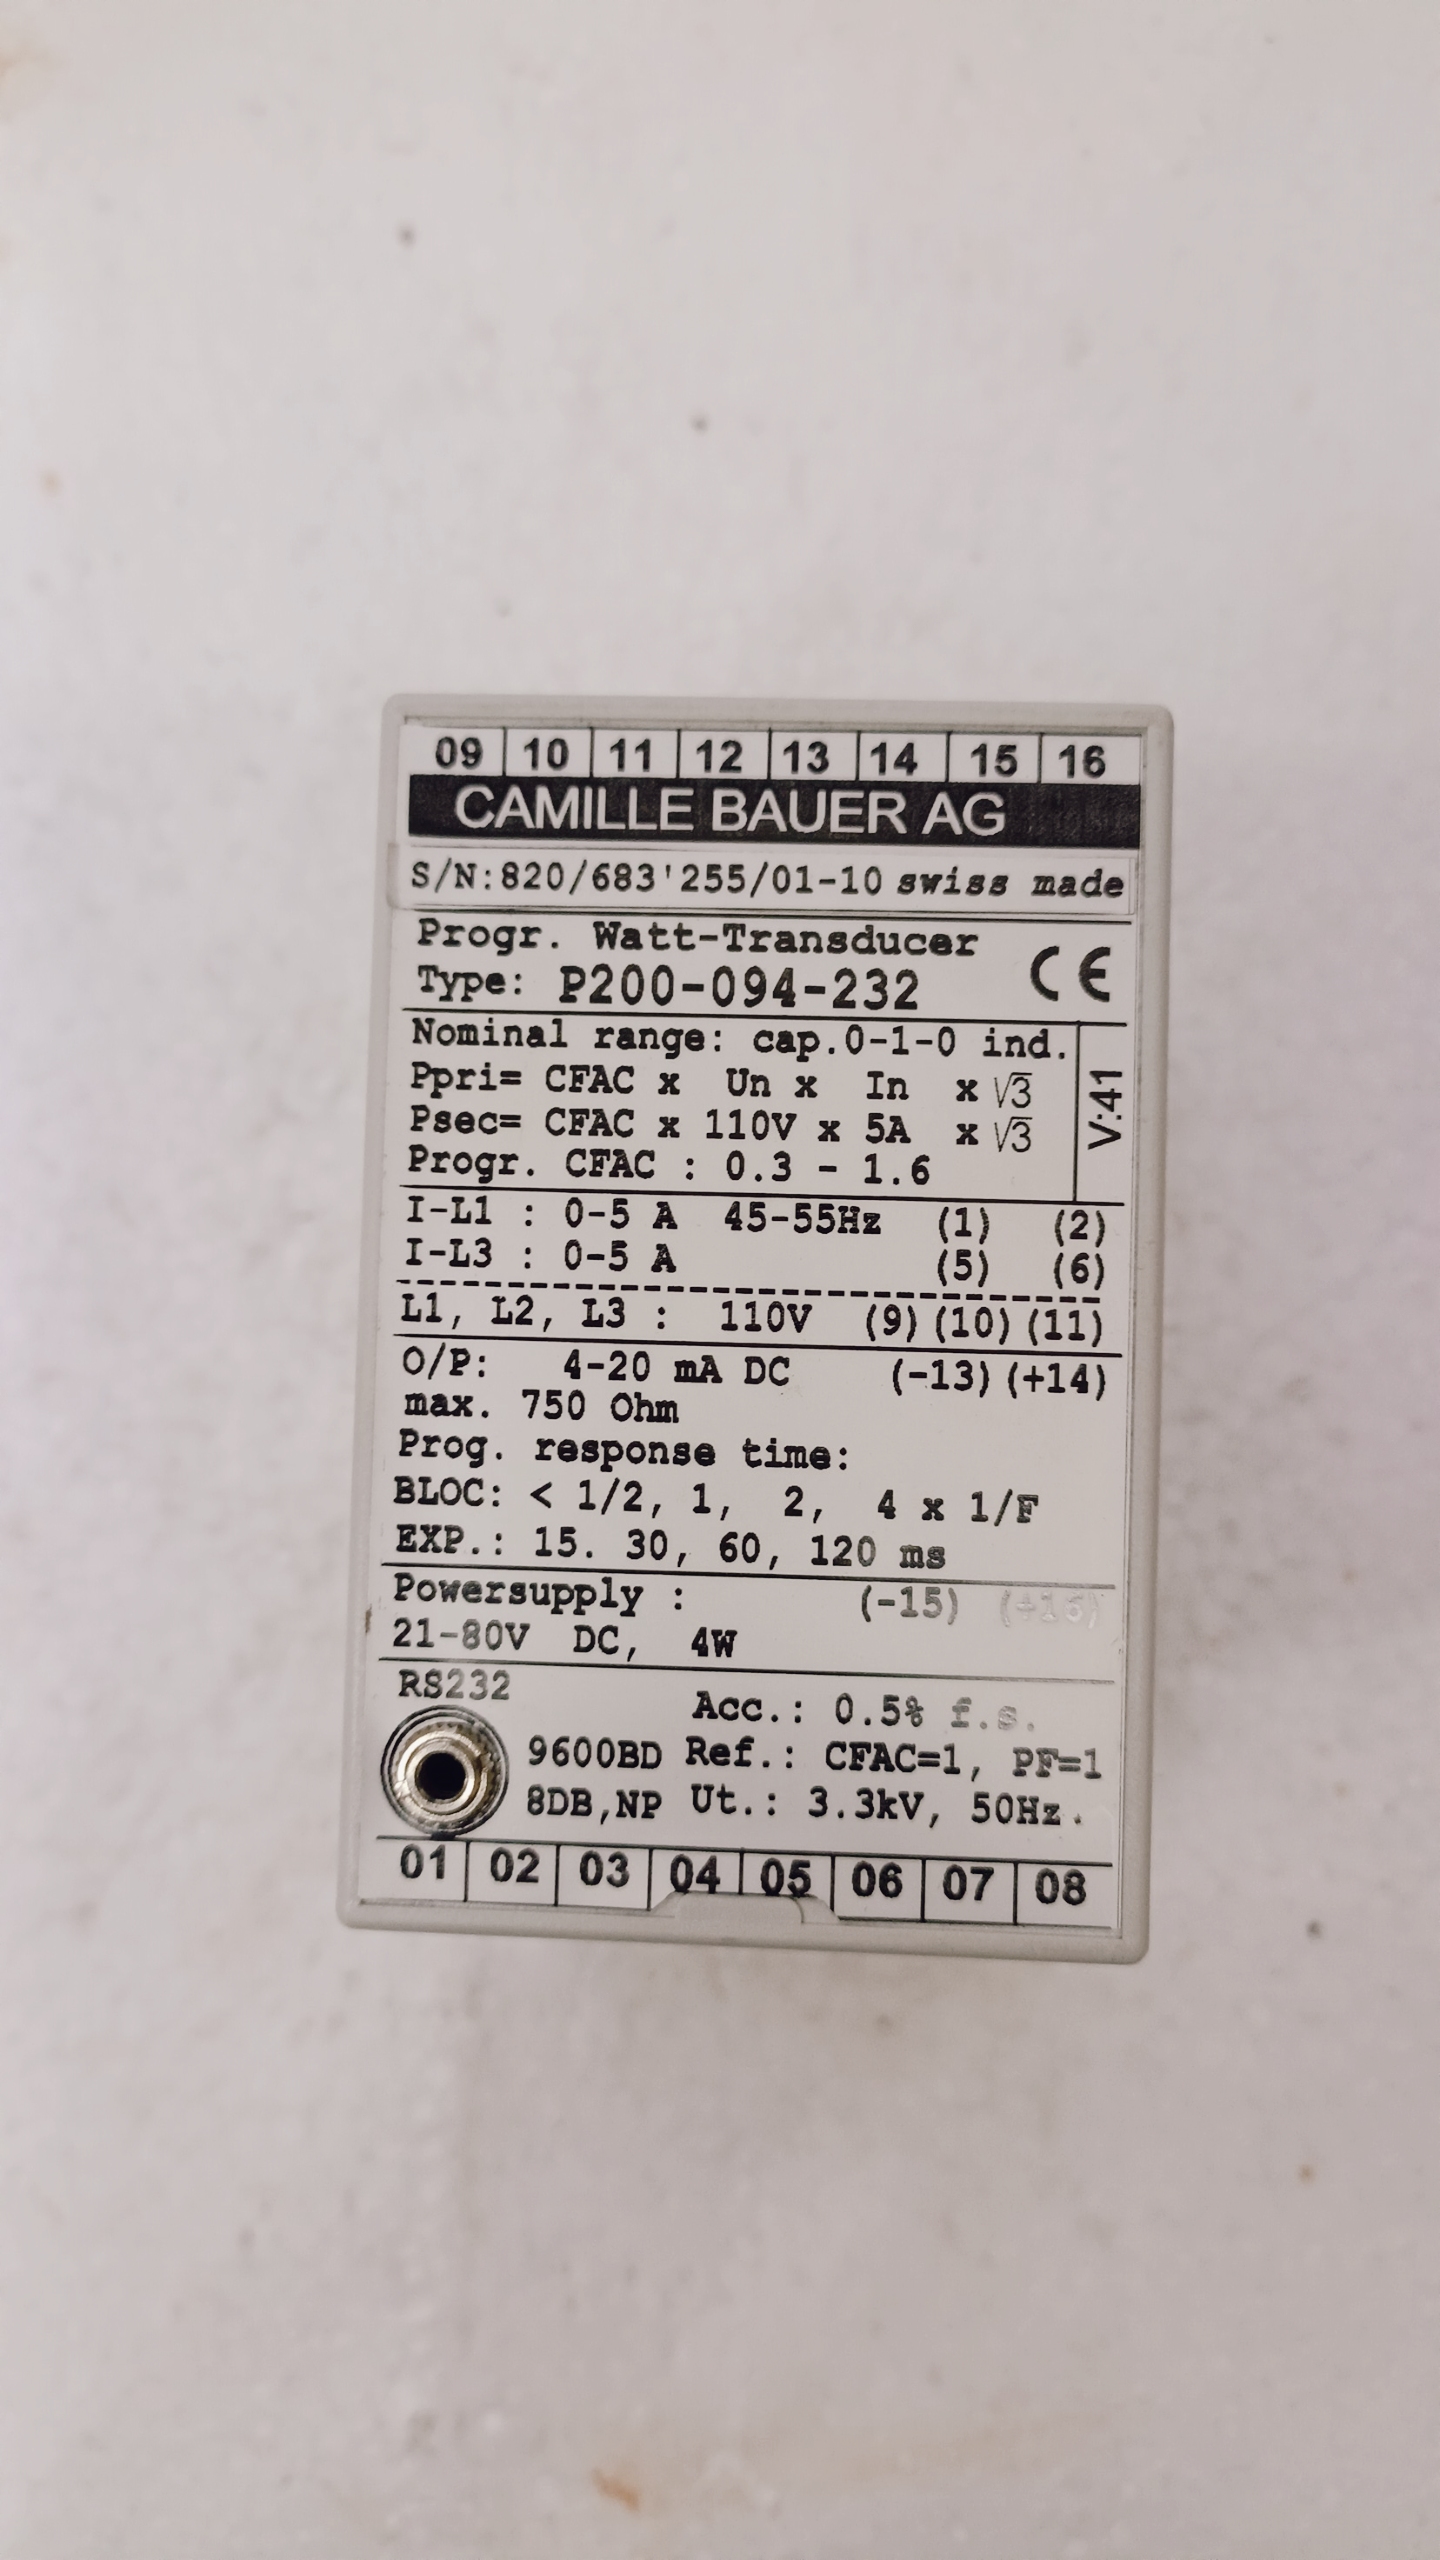 09 10 11 12 13 14 15 16
CAMILLE BAUER AG
S/N:820/683'255/01-10 swiss made
Progr. Watt-Transducer
CE
Type: P200-094-232
Nominal range: cap.0-1-0 ind.
Ppri= CFAC x Un x In x √3
Psec= CFAC x 110V x 5A x √3
Progr. CFAC : 0.3 - 1.6
V:41
I-L1 : 0-5 A 45-55Hz (1) (2)
I-L3 : 0-5 A (5) (6)
L1, L2, L3 : 110V (9) (10) (11)
O/P: 4-20 mA DC (-13) (+14)
max. 750 Ohm
Prog. response time:
BLOC: < 1/2, 1, 2, 4 x 1/F
EXP.: 15. 30, 60, 120 ms
Powersupply : (-15) (+16)
21-80V DC, 4W
RS232
Acc.: 0.5% f.s.
9600BD Ref.: CFAC=1, PF=1
8DB,NP Ut.: 3.3kV, 50Hz.
01 02 03 04 05 06 07 08